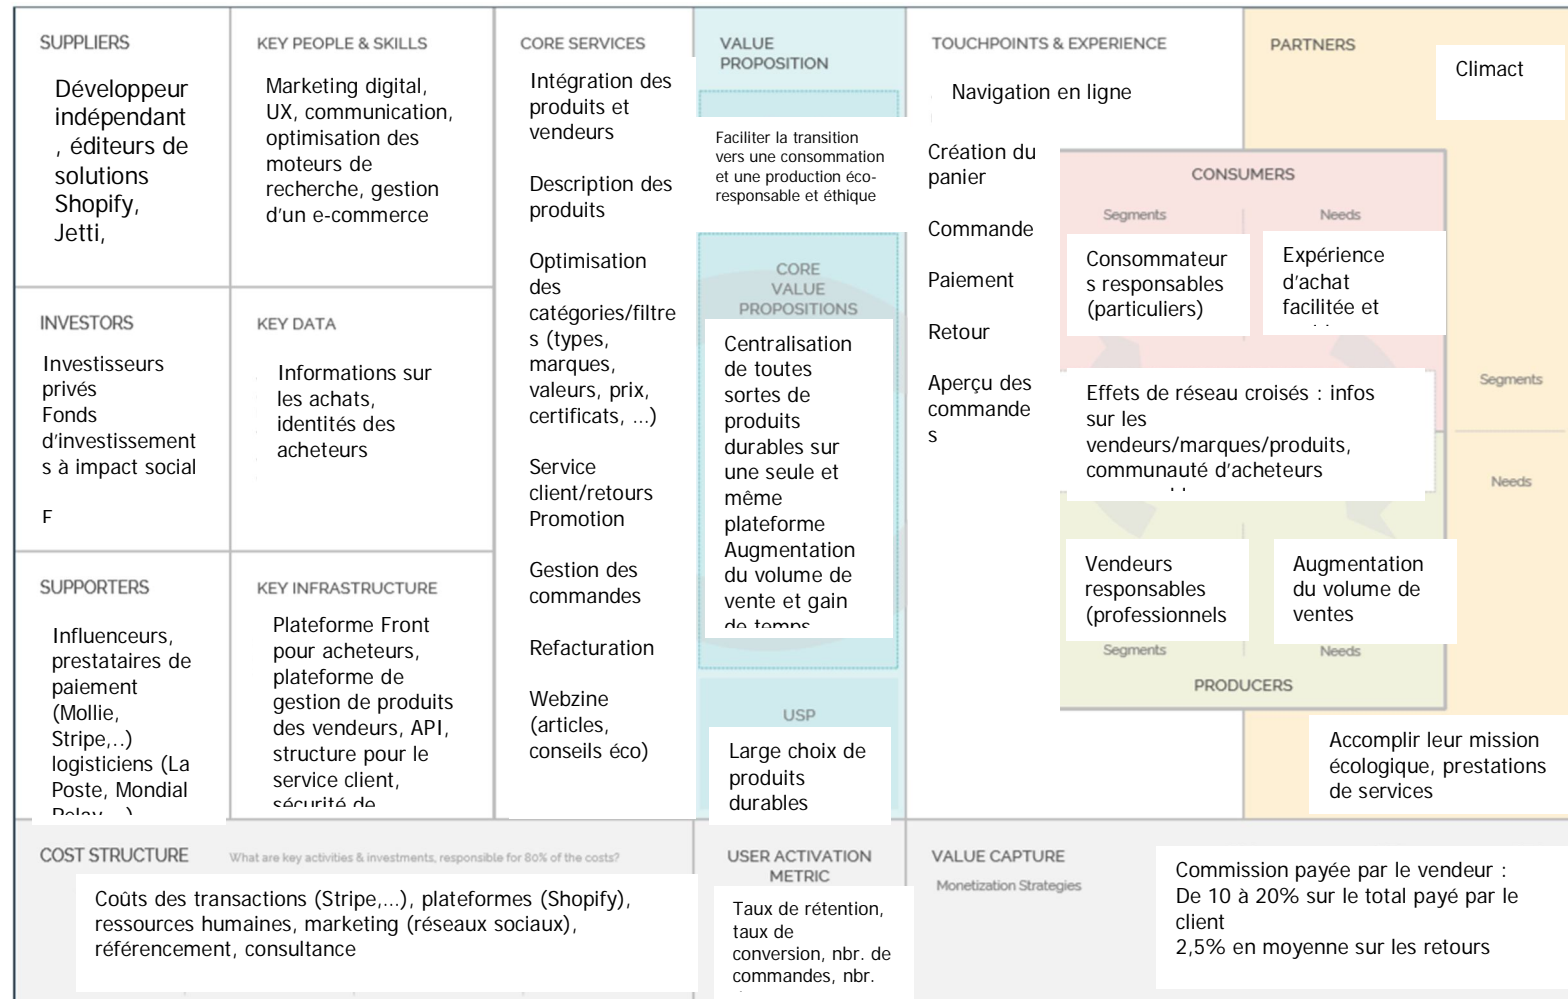 SUPPLIERS
Développeur
indépendant
, éditeurs de
solutions
Shopify,
Jetti,
KEY PEOPLE & SKILLS
Marketing digital,
UX, communication,
optimisation des
moteurs de
recherche, gestion
d'un e-commerce
CORE SERVICES
Intégration des
produits et
vendeurs
Description des
produits
Optimisation
des
catégories/filtre
s (types,
marques,
valeurs, prix,
certificats, ...)
Service
client/retours
Promotion
Gestion des
commandes
Refacturation
Webzine
(articles,
conseils éco)
VALUE
PROPOSITION
Faciliter la transition
vers une consommation
et une production éco-
responsable et éthique
CORE
VALUE
PROPOSITIONS
Centralisation
de toutes
sortes de
produits
durables sur
une seule et
même
plateforme
Augmentation
du volume de
vente et gain
de temps
USP
Large choix de
produits
durables
TOUCHPOINTS & EXPERIENCE
Navigation en ligne
Création du
panier
Commande
Paiement
Retour
Aperçu des
commande
s
PARTNERS
Climact
CONSUMERS
Segments
Needs
Consommateur
s responsables
(particuliers)
Expérience
d'achat
facilitée et
Effets de réseau croisés : infos
sur les
vendeurs/marques/produits,
communauté d'acheteurs
Segments
Needs
Vendeurs
responsables
(professionnels
Augmentation
du volume de
ventes
Segments
Needs
PRODUCERS
Accomplir leur mission
écologique, prestations
de services
INVESTORS
Investisseurs
privés
Fonds
d'investissement
s à impact social
F
KEY DATA
Informations sur
les achats,
identités des
acheteurs
SUPPORTERS
Influenceurs,
prestataires de
paiement
(Mollie,
Stripe,..)
logisticiens (La
Poste, Mondial
Relay,...)
KEY INFRASTRUCTURE
Plateforme Front
pour acheteurs,
plateforme de
gestion de produits
des vendeurs, API,
structure pour le
service client,
sécurité de
COST STRUCTURE
What are key activities & investments, responsible for 80% of the costs?
Coûts des transactions (Stripe,...), plateformes (Shopify),
ressources humaines, marketing (réseaux sociaux),
référencement, consultance
USER ACTIVATION
METRIC
Taux de rétention,
taux de
conversion, nbr. de
commandes, nbr.
VALUE CAPTURE
Monetization Strategies
Commission payée par le vendeur :
De 10 à 20% sur le total payé par le
client
2,5% en moyenne sur les retours